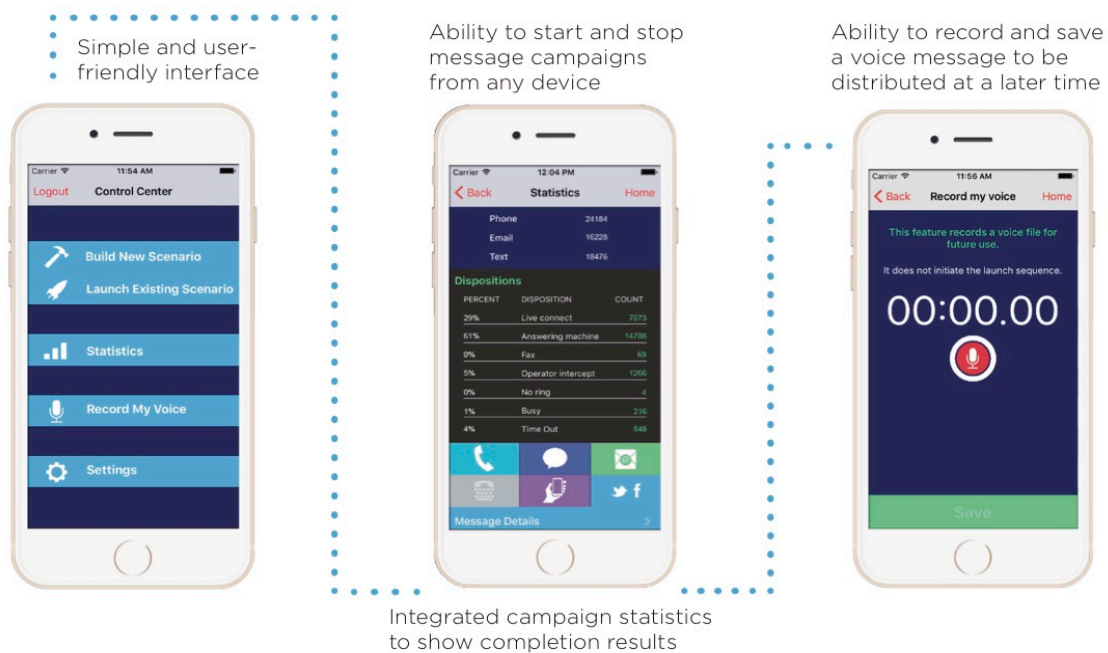 Simple and user-
friendly interface
Ability to start and stop
message campaigns
from any device
Ability to record and save
a voice message to be
distributed at a later time
Carrier 11:54 AM
Logout Control Center
Build New Scenario
Launch Existing Scenario
Statistics
Record My Voice
Settings
Carrier 12:04 PM
Back Statistics Home
Phone 24184
Email 16228
Text 18476
Dispositions
PERCENT DISPOSITION COUNT
29% Live connect 7073
61% Answering machine 14708
0% Fax 69
5% Operator intercept 1266
0% No ring 4
1% Busy 216
4% Time Out 848
Message Details
Carrier 11:56 AM
Back Record my voice Home
This feature records a voice file for
future use.
It does not initiate the launch sequence.
00:00.00
Save
Integrated campaign statistics
to show completion results